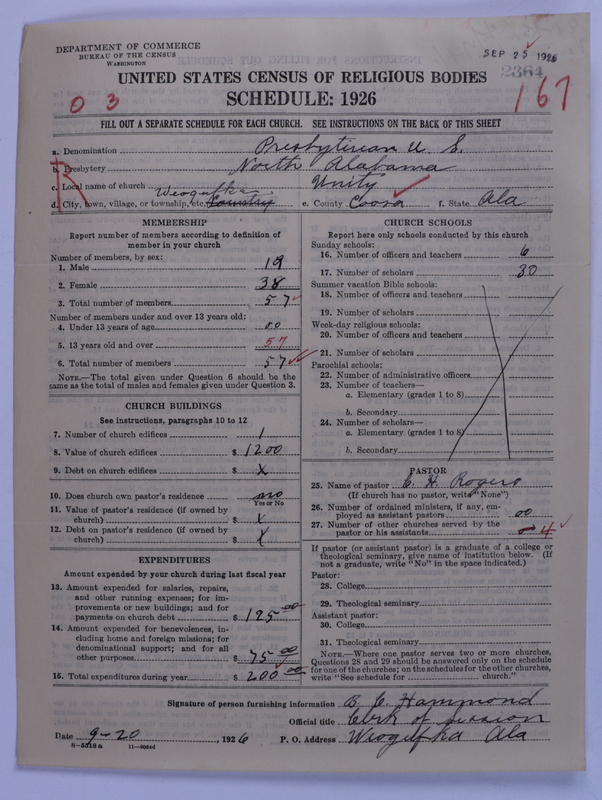 DEPARTMENT OF COMMERCE
BUREAU OF THE CENSUS
WASHINGTON
SEP 25 1926
2364
UNITED STATES CENSUS OF RELIGIOUS BODIES
SCHEDULE: 1926
0 3
167
FILL OUT A SEPARATE SCHEDULE FOR EACH CHURCH. SEE INSTRUCTIONS ON THE BACK OF THIS SHEET
a. Denomination Presbyterian U. S.
b. Presbytery North Alabama
R
c. Local name of church Unity
d. City, town, village, or township, etc. Weogufka Country e. County Coosa f. State Ala
MEMBERSHIP
Report number of members according to definition of
member in your church
Number of members, by sex:
1. Male 19
2. Female 38
3. Total number of members 57
Number of members under and over 13 years old:
4. Under 13 years of age 00
5. 13 years old and over 57
6. Total number of members 57
NOTE.—The total given under Question 6 should be the
same as the total of males and females given under Question 3.
CHURCH BUILDINGS
See instructions, paragraphs 10 to 12
7. Number of church edifices 1
8. Value of church edifices $ 1200
9. Debt on church edifices $ X
10. Does church own pastor's residence no
Yes or No
11. Value of pastor's residence (if owned by
church) $ X
12. Debt on pastor's residence (if owned by
church) $ X
EXPENDITURES
Amount expended by your church during last fiscal year
13. Amount expended for salaries, repairs,
and other running expenses; for im-
provements or new buildings; and for
payments on church debt $ 125 00
14. Amount expended for benevolences, in-
cluding home and foreign missions; for
denominational support; and for all
other purposes $ 75 00
15. Total expenditures during year $ 200 00
CHURCH SCHOOLS
Report here only schools conducted by this church
Sunday schools:
16. Number of officers and teachers 6
17. Number of scholars 30
Summer vacation Bible schools:
18. Number of officers and teachers
19. Number of scholars
Week-day religious schools:
20. Number of officers and teachers
21. Number of scholars
Parochial schools:
22. Number of administrative officers
23. Number of teachers—
a. Elementary (grades 1 to 8)
b. Secondary
24. Number of scholars—
a. Elementary (grades 1 to 8)
b. Secondary
PASTOR
25. Name of pastor C. H. Rogers
(If church has no pastor, write "None")
26. Number of ordained ministers, if any, em-
ployed as assistant pastors 00
27. Number of other churches served by the
pastor or his assistants 4
If pastor (or assistant pastor) is a graduate of a college or
theological seminary, give name of institution below. (If
not a graduate, write "No" in the space indicated.)
Pastor:
28. College
29. Theological seminary
Assistant pastor:
30. College
31. Theological seminary
NOTE.—Where one pastor serves two or more churches,
Questions 28 and 29 should be answered only on the schedule
for one of the churches; on the schedules for the other churches,
write "See schedule for church."
Signature of person furnishing information B. C. Hammond
Official title Clerk of session
Date 9-20, 1926 P. O. Address Weogufka Ala
8-5318a 11-9024d